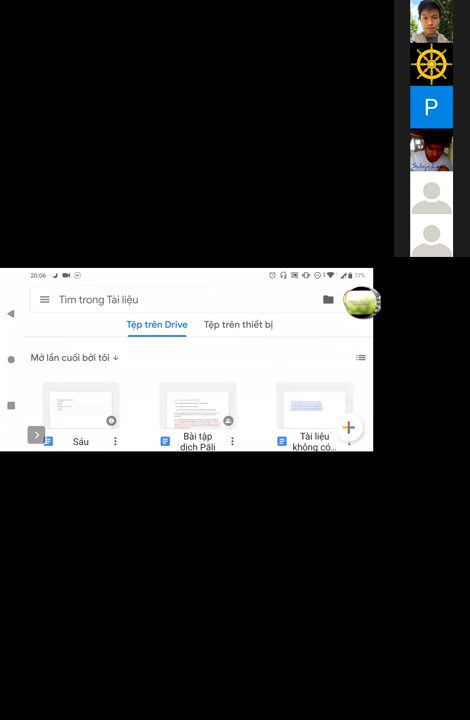 P
20:06
77%
Tìm trong Tài liệu
Tệp trên Drive
Tệp trên thiết bị
Mở lần cuối bởi tôi
Sáu
Bài tập
dịch Pāli
Tài liệu
không có...